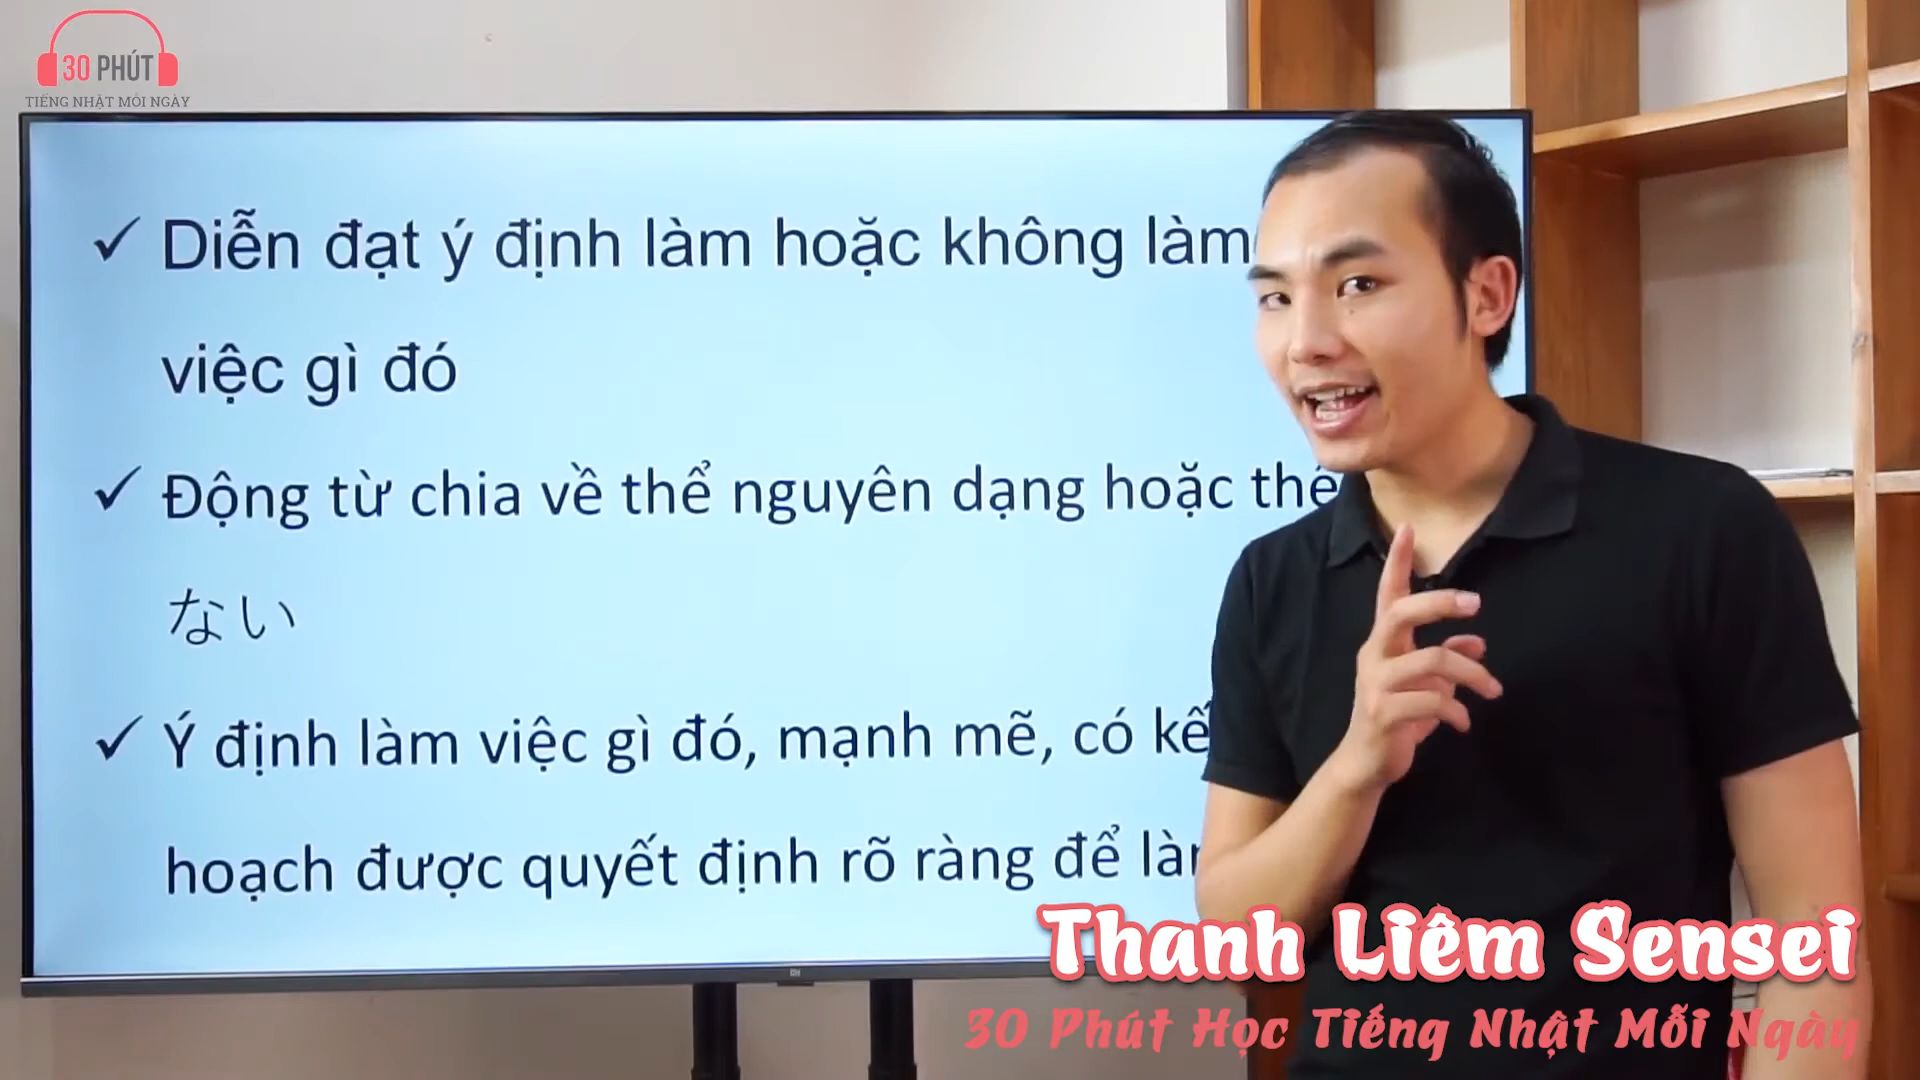 30 PHÚT
TIẾNG NHẬT MỖI NGÀY
✓ Diễn đạt ý định làm hoặc không làm
việc gì đó
✓ Động từ chia về thể nguyên dạng hoặc thể
ない
✓ Ý định làm việc gì đó, mạnh mẽ, có
hoạch được quyết định rõ ràng để
Thanh Liêm Sensei
30 Phút Học Tiếng Nhật Mỗi Ngày